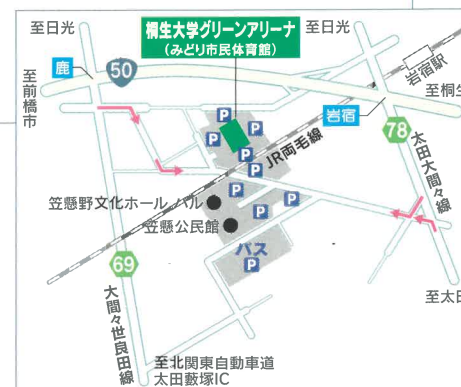 至日光
桐生大学グリーンアリーナ
(みどり市民体育館)
至日光
鹿
50
岩宿駅
至前橋市
至桐生
岩宿
P
P
P
P
P
78
JR両毛線
太田大間々線
笠懸野文化ホール パル
P
P
P
P
笠懸公民館
バス
P
69
大間々世良田線
至太田
至北関東自動車道
太田藪塚IC